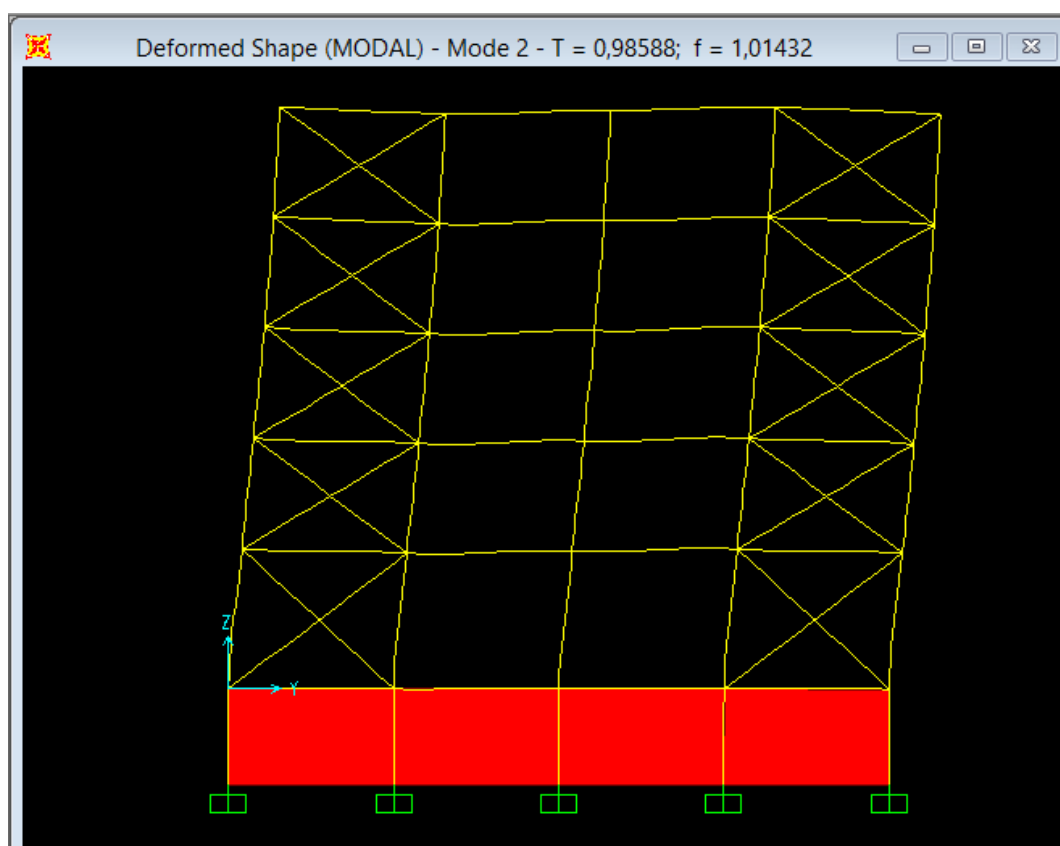 Deformed Shape (MODAL) - Mode 2 - T = 0,98588; f = 1,01432
Z
Y